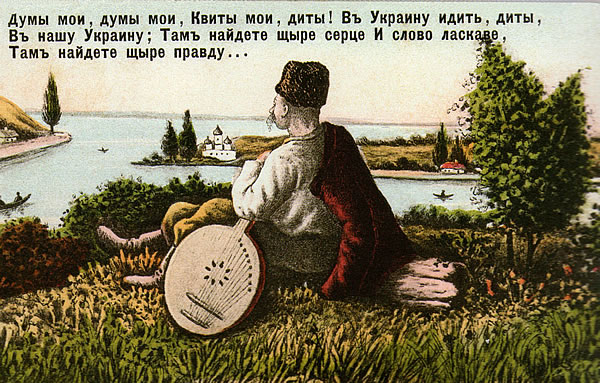 Думы мои, думы мои, Квиты мои, диты! Въ Украину идить, диты,
Въ нашу Украину; Тамъ найдете щыре серце И слово ласкаве,
Тамъ найдете щыре правду...